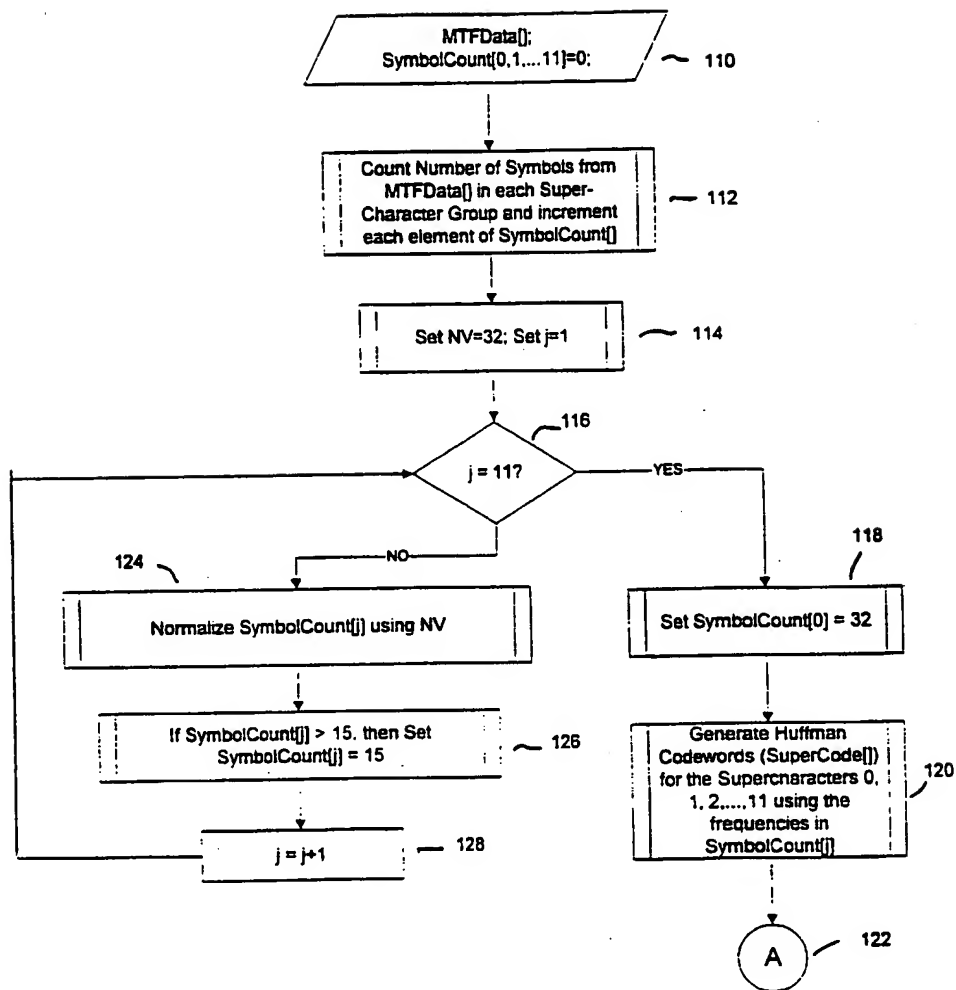 MTFData[];
SymbolCount[0,1,...11]=0;
~ 110
Count Number of Symbols from
MTFData[] in each Super-
Character Group and increment
each element of SymbolCount[]
112
Set NV=32; Set j=1
114
116
j = 11?
YES
NO
124
118
Normalize SymbolCount[j] using NV
Set SymbolCount[0] = 32
If SymbolCount[j] > 15. then Set
SymbolCount[j] = 15
126
Generate Huffman
Codewords (SuperCode[])
for the Supercharacters 0,
1, 2,...,11 using the
frequencies in
SymbolCount[j]
120
j = j+1
128
A
122